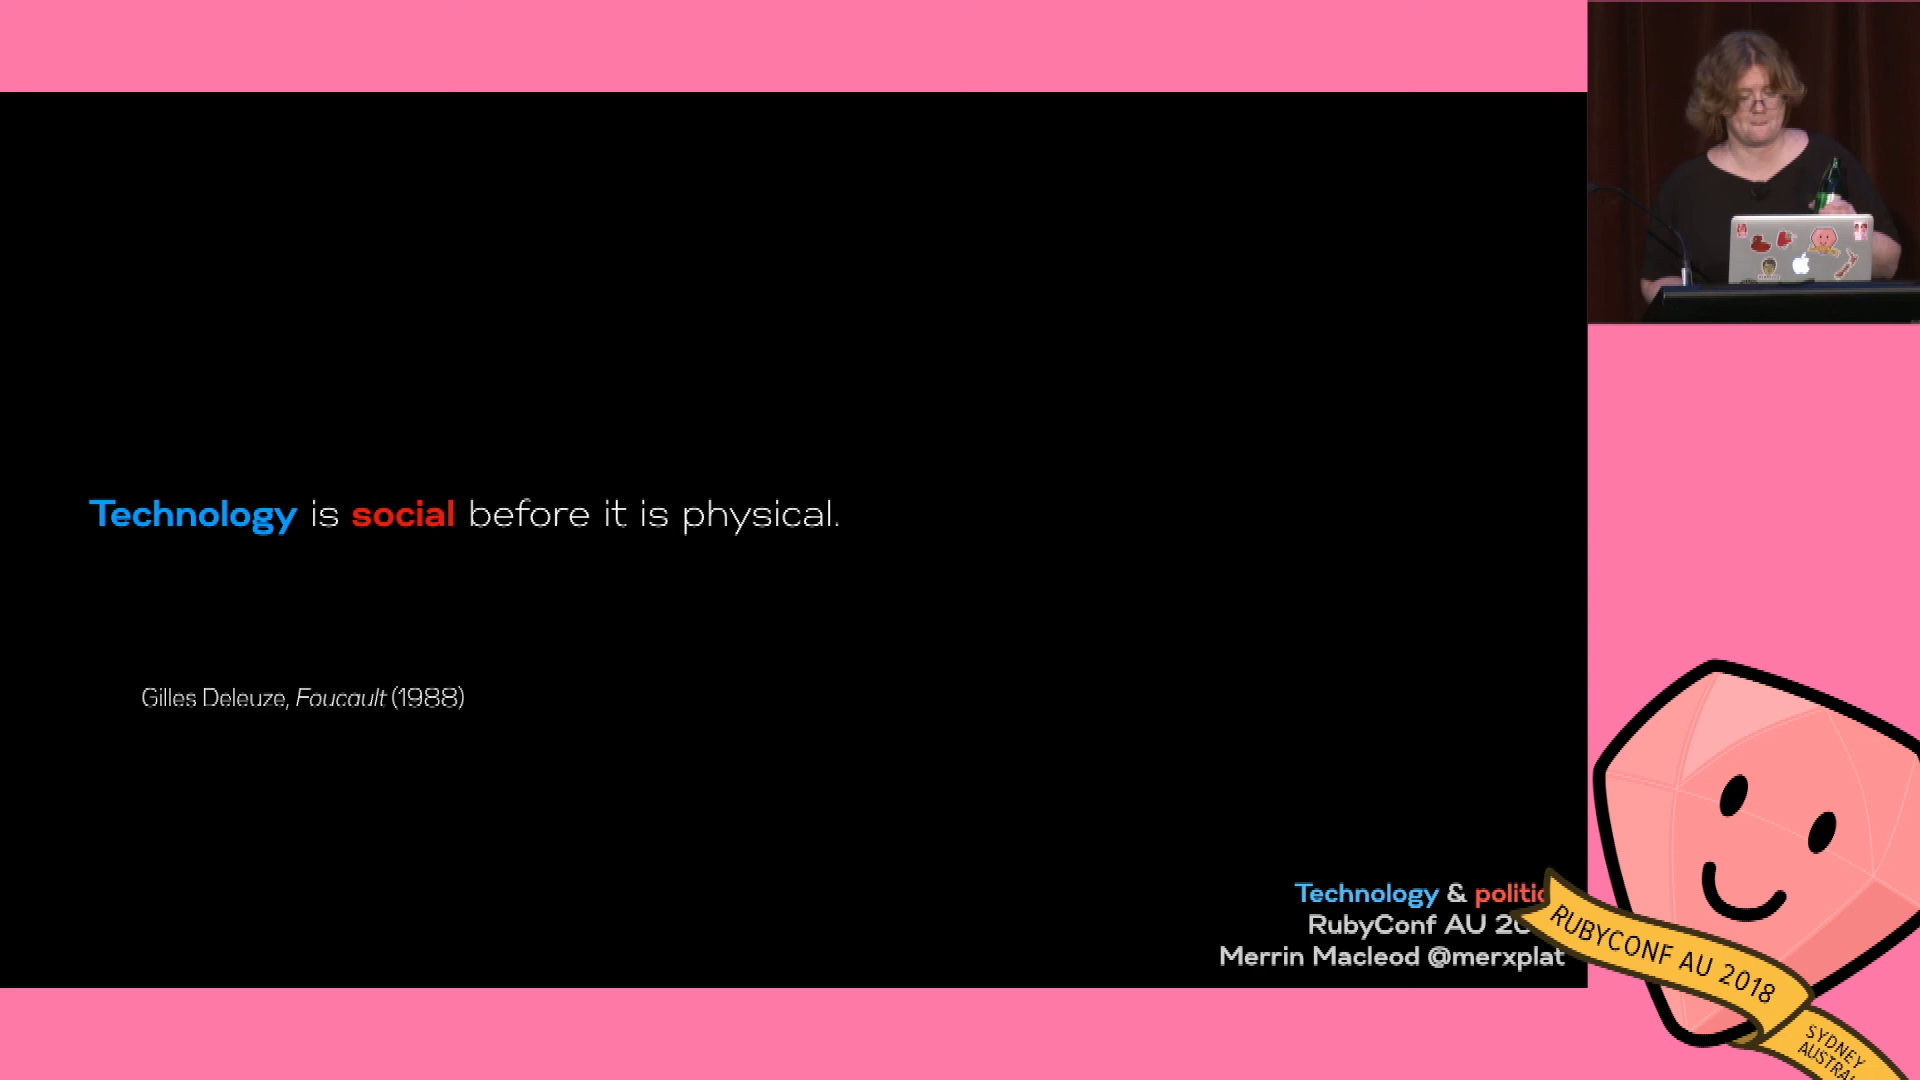 Technology is social before it is physical.
Gilles Deleuze, Foucault (1988)
Technology & politic
RubyConf AU 20
Merrin Macleod @merxplat
RUBYCONF AU 2018
SYDNEY
AUSTRA